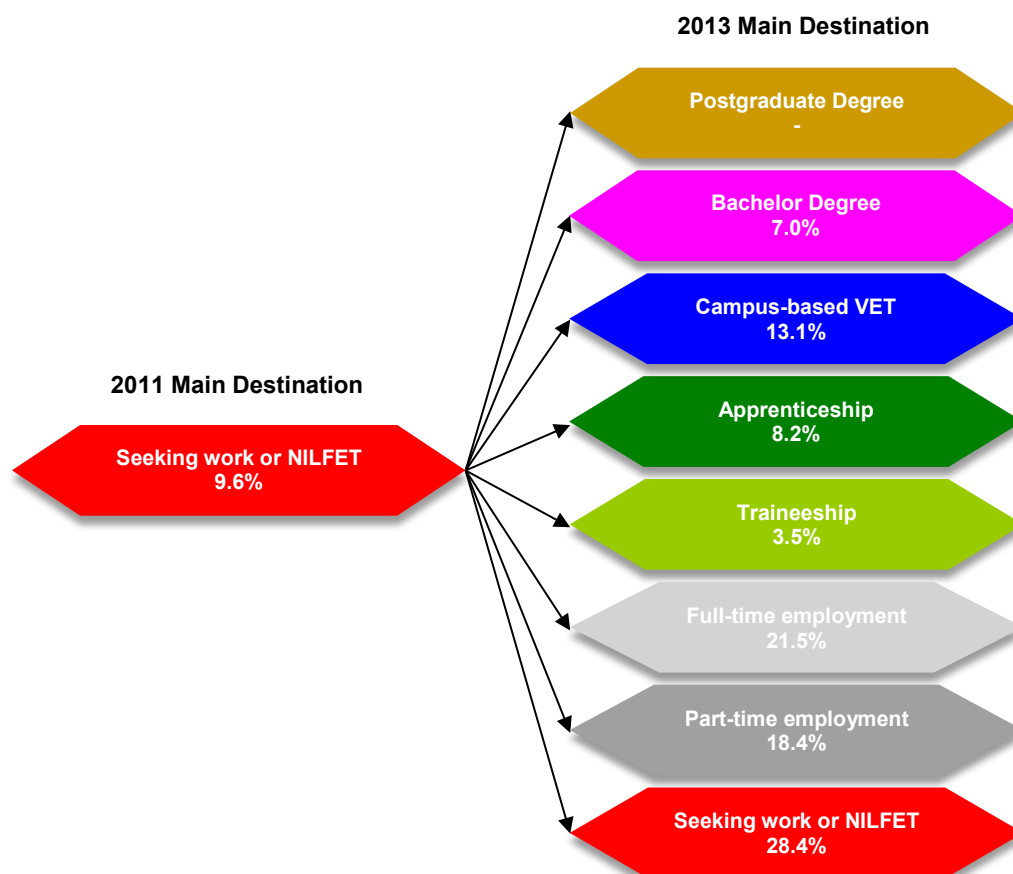 2013 Main Destination
Postgraduate Degree
-
Bachelor Degree
7.0%
Campus-based VET
13.1%
2011 Main Destination
Apprenticeship
8.2%
Seeking work or NILFET
9.6%
Traineeship
3.5%
Full-time employment
21.5%
Part-time employment
18.4%
Seeking work or NILFET
28.4%